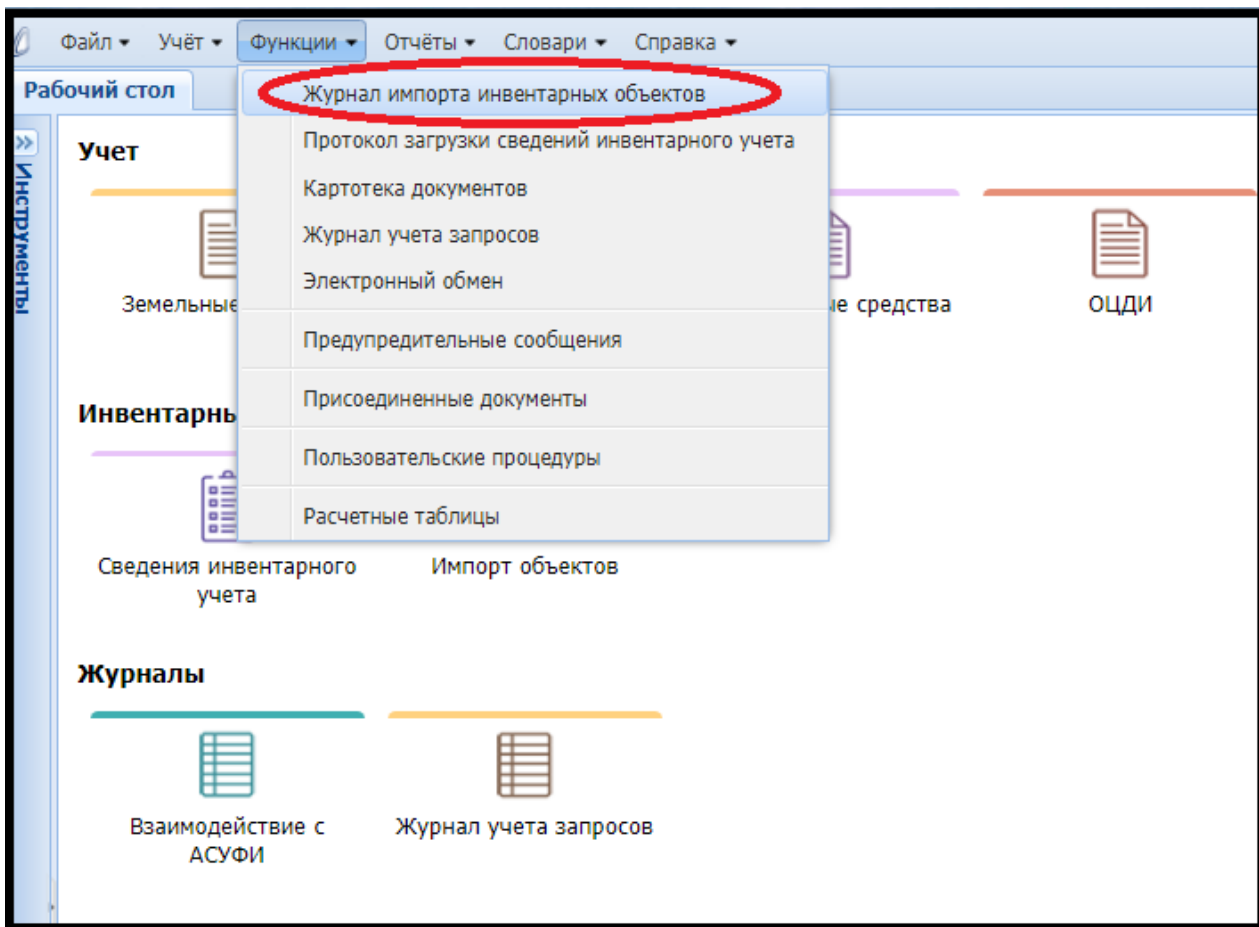 Файл Учёт Функции Отчёты Словари Справка
Рабочий стол
Журнал импорта инвентарных объектов
Протокол загрузки сведений инвентарного учета
Картотека документов
Журнал учета запросов
Электронный обмен
Предупредительные сообщения
Присоединенные документы
Пользовательские процедуры
Расчетные таблицы
Инструменты
Учет
Земельные
средства
ОЦДИ
Инвентарны
Сведения инвентарного
учета
Импорт объектов
Журналы
Взаимодействие с
АСУФИ
Журнал учета запросов